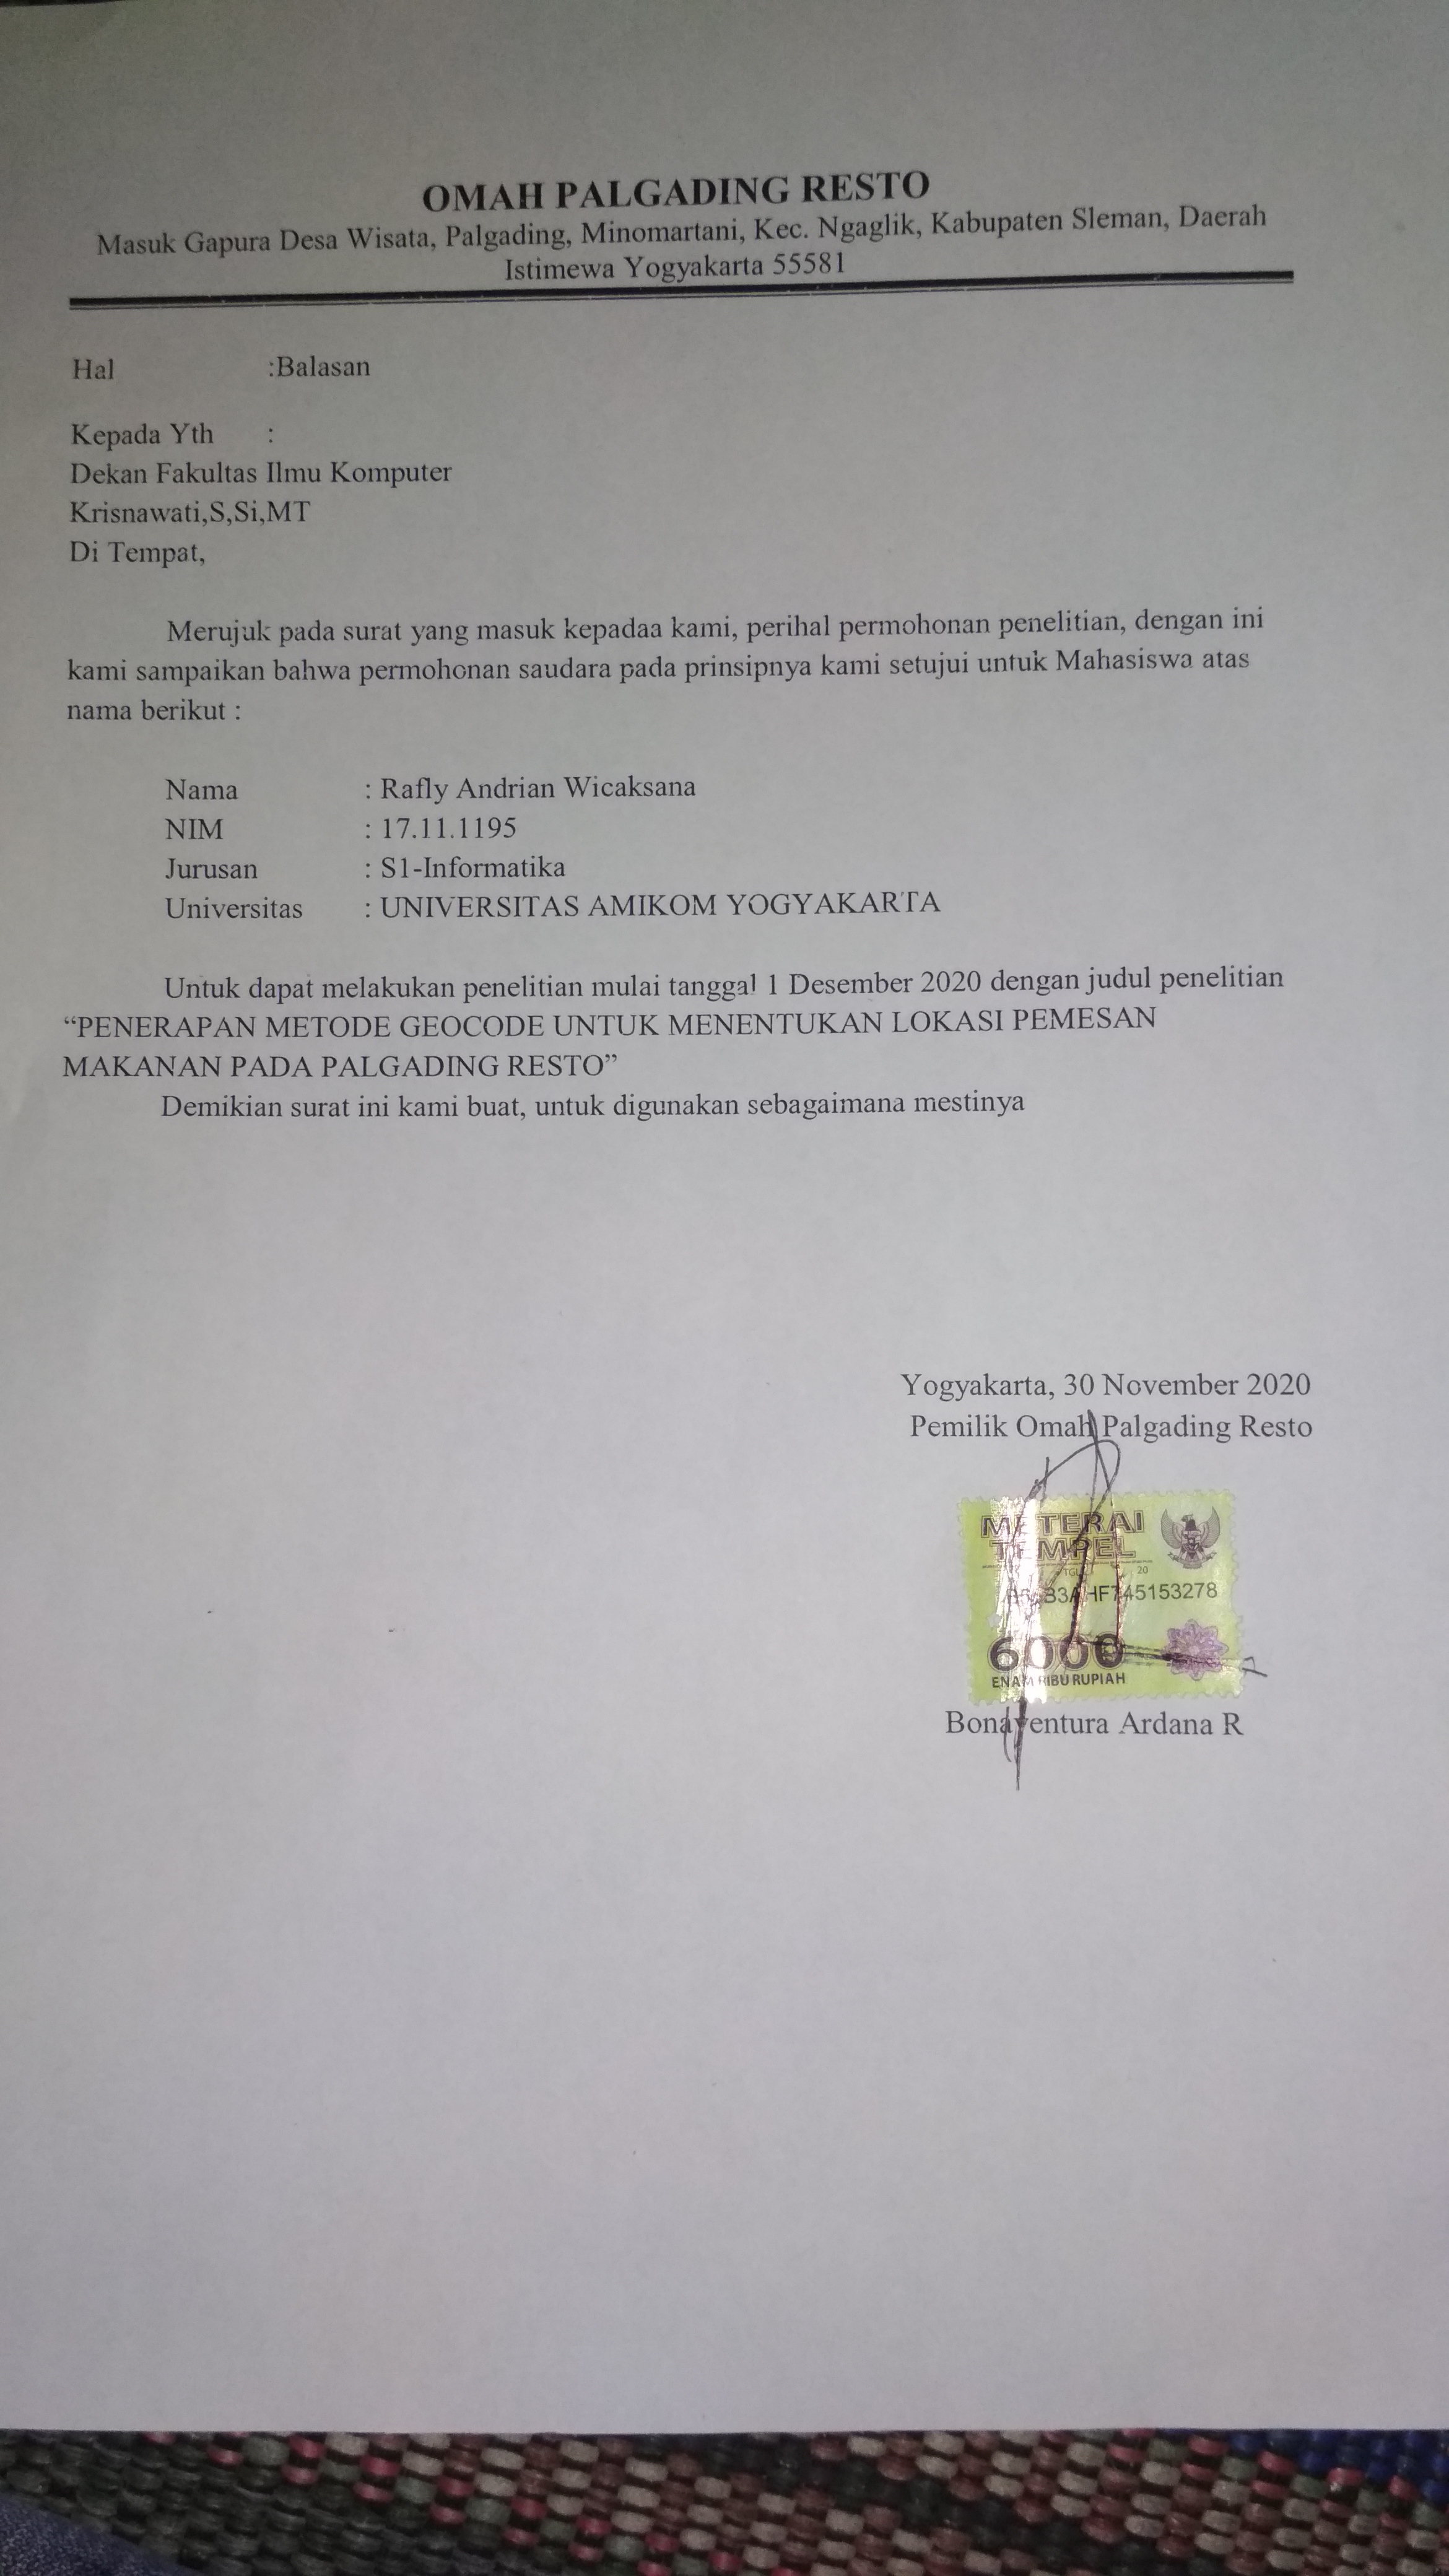 OMAH PALGADING RESTO
Masuk Gapura Desa Wisata, Palgading, Minomartani, Kec. Ngaglik, Kabupaten Sleman, Daerah
Istimewa Yogyakarta 55581
Hal :Balasan
Kepada Yth :
Dekan Fakultas Ilmu Komputer
Krisnawati,S,Si,MT
Di Tempat,
Merujuk pada surat yang masuk kepadaa kami, perihal permohonan penelitian, dengan ini
kami sampaikan bahwa permohonan saudara pada prinsipnya kami setujui untuk Mahasiswa atas
nama berikut :
Nama : Rafly Andrian Wicaksana
NIM : 17.11.1195
Jurusan : S1-Informatika
Universitas : UNIVERSITAS AMIKOM YOGYAKARTA
Untuk dapat melakukan penelitian mulai tanggal 1 Desember 2020 dengan judul penelitian
“PENERAPAN METODE GEOCODE UNTUK MENENTUKAN LOKASI PEMESAN
MAKANAN PADA PALGADING RESTO”
Demikian surat ini kami buat, untuk digunakan sebagaimana mestinya
Yogyakarta, 30 November 2020
Pemilik Omah Palgading Resto
METERAI
TEMPEL
TGL 20
6000
ENAM RIBU RUPIAH
Bonaventura Ardana R